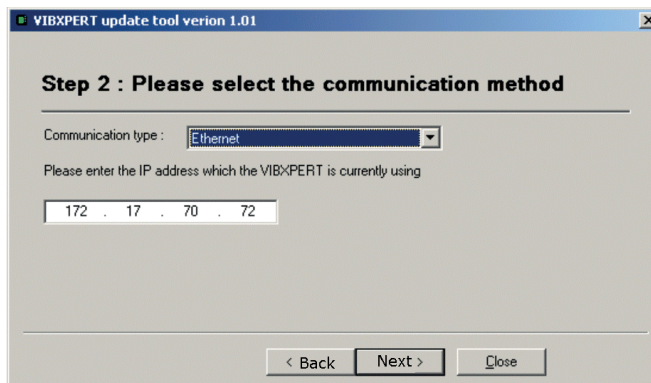 VIBXPERT update tool verion 1.01
Step 2 : Please select the communication method
Communication type : Ethernet
Please enter the IP address which the VIBXPERT is currently using
172 . 17 . 70 . 72
< Back Next > Close